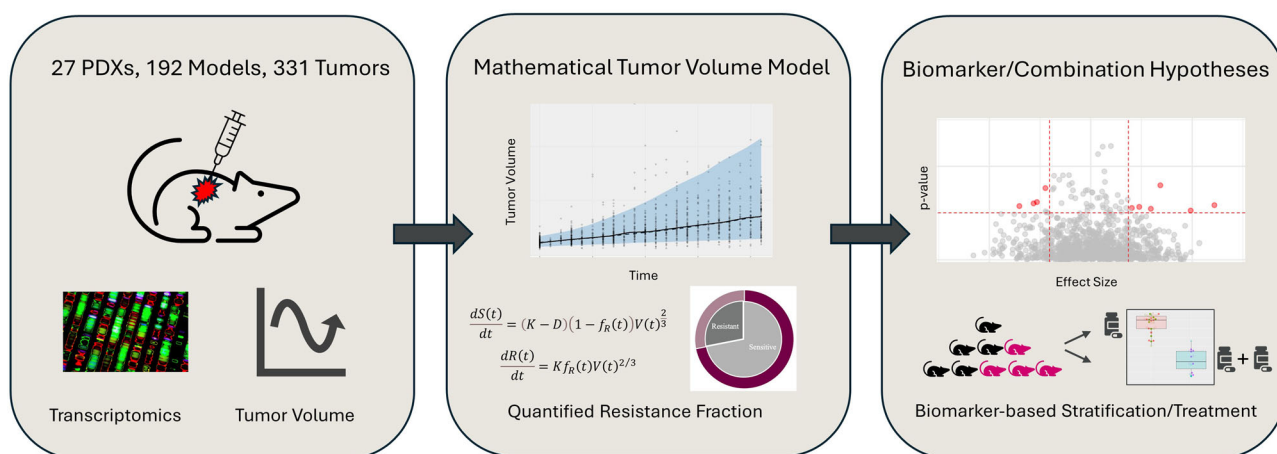 27 PDXs, 192 Models, 331 Tumors
Transcriptomics
Tumor Volume
Mathematical Tumor Volume Model
Tumor Volume
Time
dS(t)/dt = (K − D)(1 − f_R(t))V(t)^(2/3)
dR(t)/dt = Kf_R(t)V(t)^(2/3)
Resistant
Sensitive
Quantified Resistance Fraction
Biomarker/Combination Hypotheses
p-value
Effect Size
+
Biomarker-based Stratification/Treatment